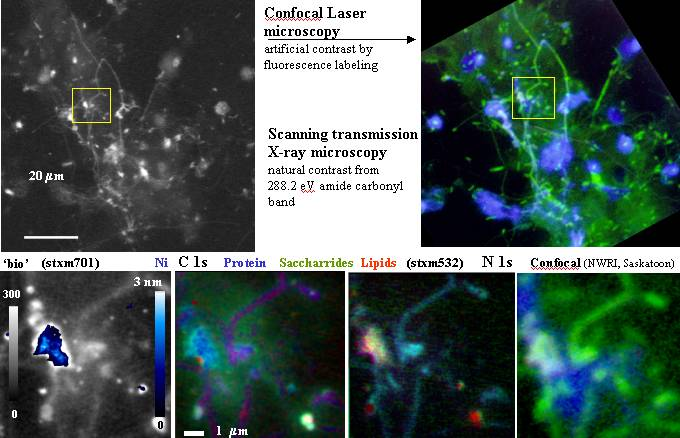 Confocal Laser
microscopy
artificial contrast by
fluorescence labeling
Scanning transmission
X-ray microscopy
natural contrast from
288.2 eV amide carbonyl
band
20 µm
‘bio’ (stxm701) Ni C 1s Protein Saccharrides Lipids (stxm532) N 1s Confocal (NWRI, Saskatoon)
300
0
3 nm
0
1 µm